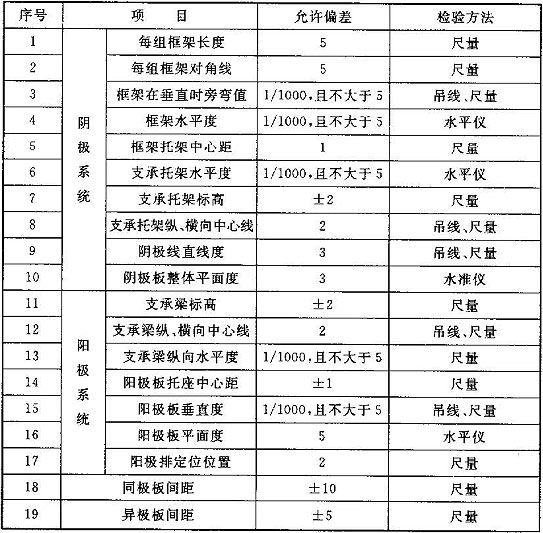 序号 项 目 允许偏差 检验方法
阴极系统
1 每组框架长度 5 尺量
2 每组框架对角线 5 尺量
3 框架在垂直时旁弯值 1/1000,且不大于5 吊线、尺量
4 框架水平度 1/1000,且不大于5 水平仪
5 框架托架中心距 1 尺量
6 支承托架水平度 1/1000,且不大于5 水平仪
7 支承托架标高 ±2 尺量
8 支承托架纵、横向中心线 2 吊线、尺量
9 阴极线直线度 3 吊线、尺量
10 阴极板整体平面度 3 水准仪
阳极系统
11 支承梁标高 ±2 尺量
12 支承梁纵、横向中心线 2 吊线、尺量
13 支承梁纵向水平度 1/1000,且不大于5 尺量
14 阳极板托座中心距 ±1 尺量
15 阳极板垂直度 1/1000,且不大于5 吊线、尺量
16 阳极板平面度 5 水平仪
17 阳极排定位位置 2 尺量
18 同极板间距 ±10 尺量
19 异极板间距 ±5 尺量